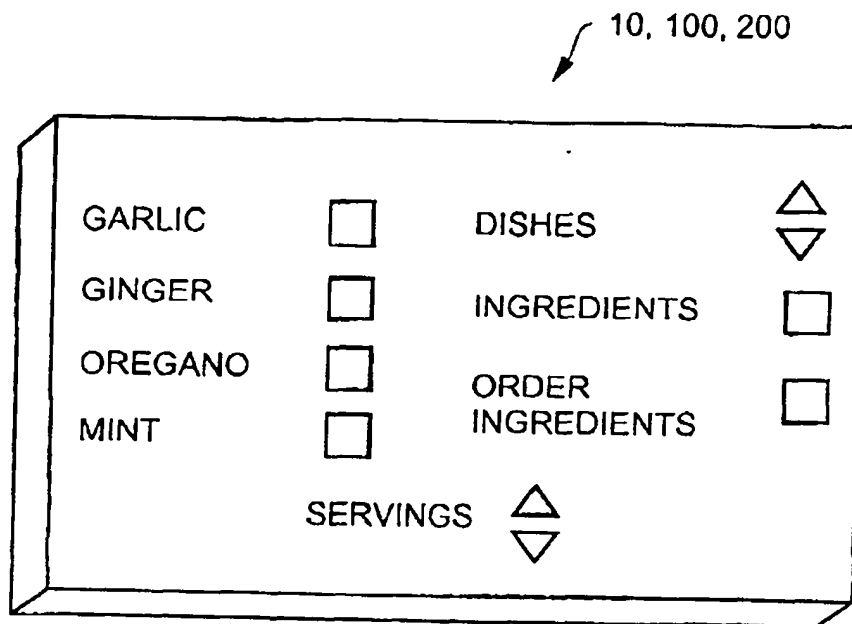 10, 100, 200
GARLIC
GINGER
OREGANO
MINT
DISHES
INGREDIENTS
ORDER
INGREDIENTS
SERVINGS